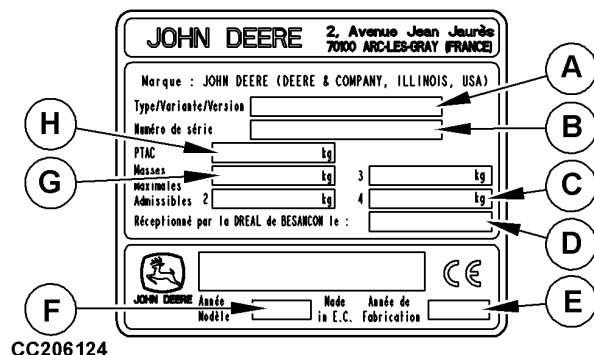 JOHN DEERE
2, Avenue Jean Jaurès
70100 ARC-LES-GRAY (FRANCE)
Marque : JOHN DEERE (DEERE & COMPANY, ILLINOIS, USA)
Type/Variante/Version
A
Numéro de série
B
H
PTAC kg
G
Masses kg 3 kg
Maximales
Admissibles 2 kg 4 kg
C
Réceptionné par la DREAL de BESANCON le :
D
CE
JOHN DEERE
F
Année Made Année de
Modèle in E.C. Fabrication
E
CC206124